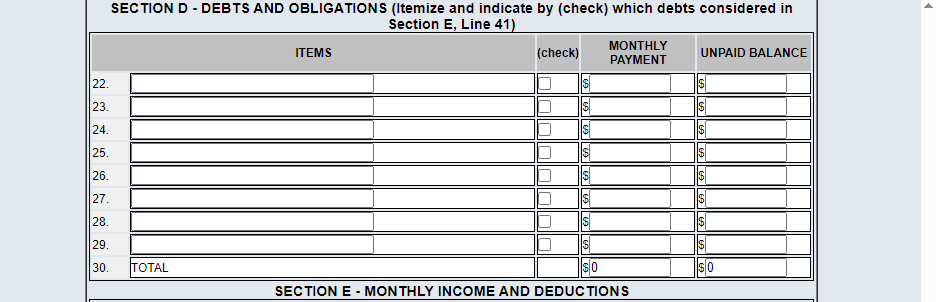 SECTION D - DEBTS AND OBLIGATIONS (Itemize and indicate by (check) which debts considered in
Section E, Line 41)
ITEMS (check) MONTHLY PAYMENT UNPAID BALANCE
22. $ $
23. $ $
24. $ $
25. $ $
26. $ $
27. $ $
28. $ $
29. $ $
30. TOTAL $0 $0
SECTION E - MONTHLY INCOME AND DEDUCTIONS